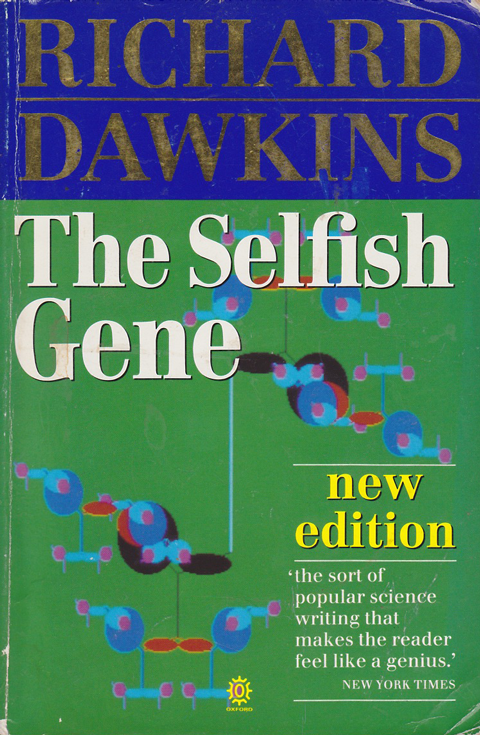 RICHARD
DAWKINS
The Selfish
Gene
new
edition
‘the sort of
popular science
writing that
makes the reader
feel like a genius.’
NEW YORK TIMES
OXFORD